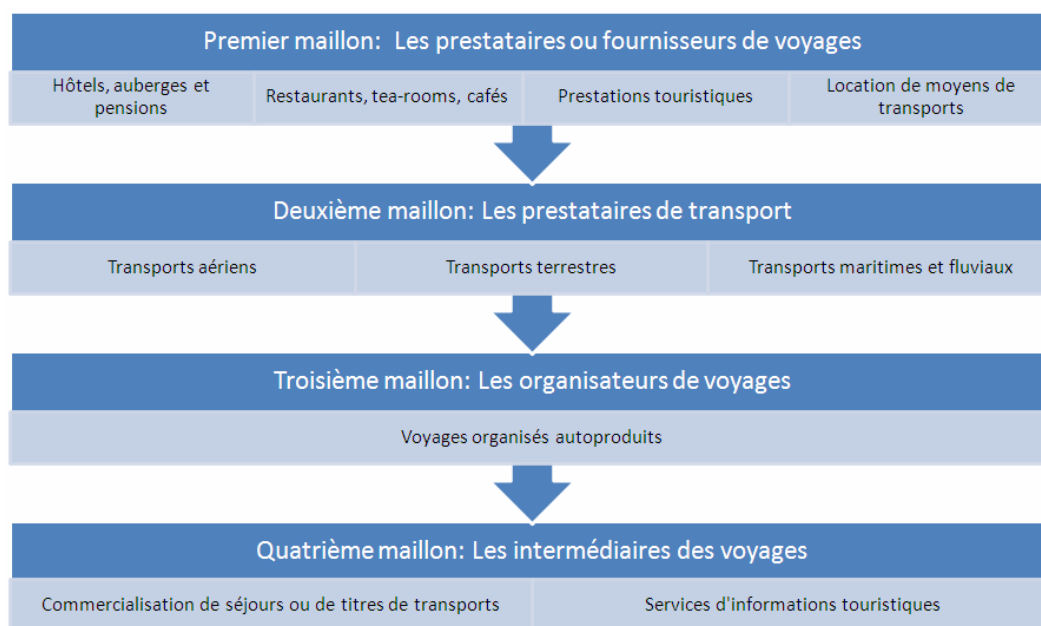 Premier maillon: Les prestataires ou fournisseurs de voyages
Hôtels, auberges et
pensions
Restaurants, tea-rooms, cafés
Prestations touristiques
Location de moyens de
transports
Deuxième maillon: Les prestataires de transport
Transports aériens
Transports terrestres
Transports maritimes et fluviaux
Troisième maillon: Les organisateurs de voyages
Voyages organisés autoproduits
Quatrième maillon: Les intermédiaires des voyages
Commercialisation de séjours ou de titres de transports
Services d'informations touristiques